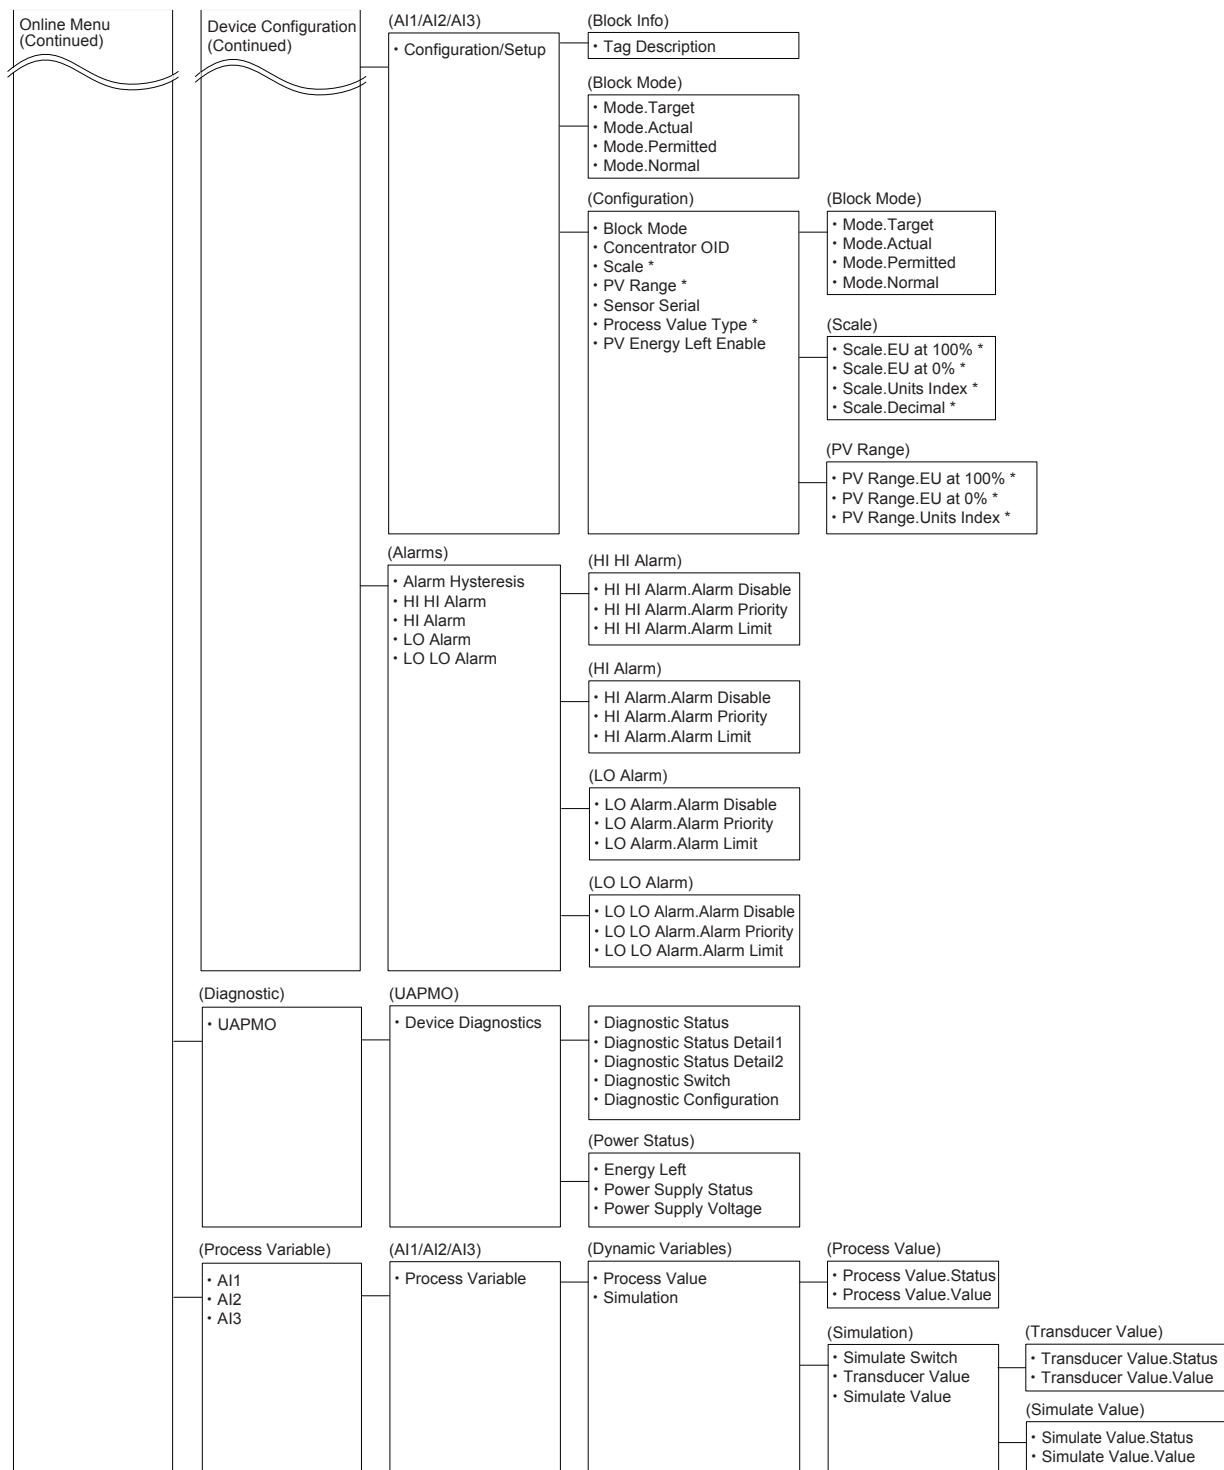 Online Menu
(Continued)
Device Configuration
(Continued)
(AI1/AI2/AI3)
・Configuration/Setup
(Block Info)
・Tag Description
(Block Mode)
・Mode.Target
・Mode.Actual
・Mode.Permitted
・Mode.Normal
(Configuration)
・Block Mode
・Concentrator OID
・Scale *
・PV Range *
・Sensor Serial
・Process Value Type *
・PV Energy Left Enable
(Block Mode)
・Mode.Target
・Mode.Actual
・Mode.Permitted
・Mode.Normal
(Scale)
・Scale.EU at 100% *
・Scale.EU at 0% *
・Scale.Units Index *
・Scale.Decimal *
(PV Range)
・PV Range.EU at 100% *
・PV Range.EU at 0% *
・PV Range.Units Index *
(Alarms)
・Alarm Hysteresis
・HI HI Alarm
・HI Alarm
・LO Alarm
・LO LO Alarm
(HI HI Alarm)
・HI HI Alarm.Alarm Disable
・HI HI Alarm.Alarm Priority
・HI HI Alarm.Alarm Limit
(HI Alarm)
・HI Alarm.Alarm Disable
・HI Alarm.Alarm Priority
・HI Alarm.Alarm Limit
(LO Alarm)
・LO Alarm.Alarm Disable
・LO Alarm.Alarm Priority
・LO Alarm.Alarm Limit
(LO LO Alarm)
・LO LO Alarm.Alarm Disable
・LO LO Alarm.Alarm Priority
・LO LO Alarm.Alarm Limit
(Diagnostic)
・UAPMO
(UAPMO)
・Device Diagnostics
・Diagnostic Status
・Diagnostic Status Detail1
・Diagnostic Status Detail2
・Diagnostic Switch
・Diagnostic Configuration
(Power Status)
・Energy Left
・Power Supply Status
・Power Supply Voltage
(Process Variable)
・AI1
・AI2
・AI3
(AI1/AI2/AI3)
・Process Variable
(Dynamic Variables)
・Process Value
・Simulation
(Process Value)
・Process Value.Status
・Process Value.Value
(Simulation)
・Simulate Switch
・Transducer Value
・Simulate Value
(Transducer Value)
・Transducer Value.Status
・Transducer Value.Value
(Simulate Value)
・Simulate Value.Status
・Simulate Value.Value